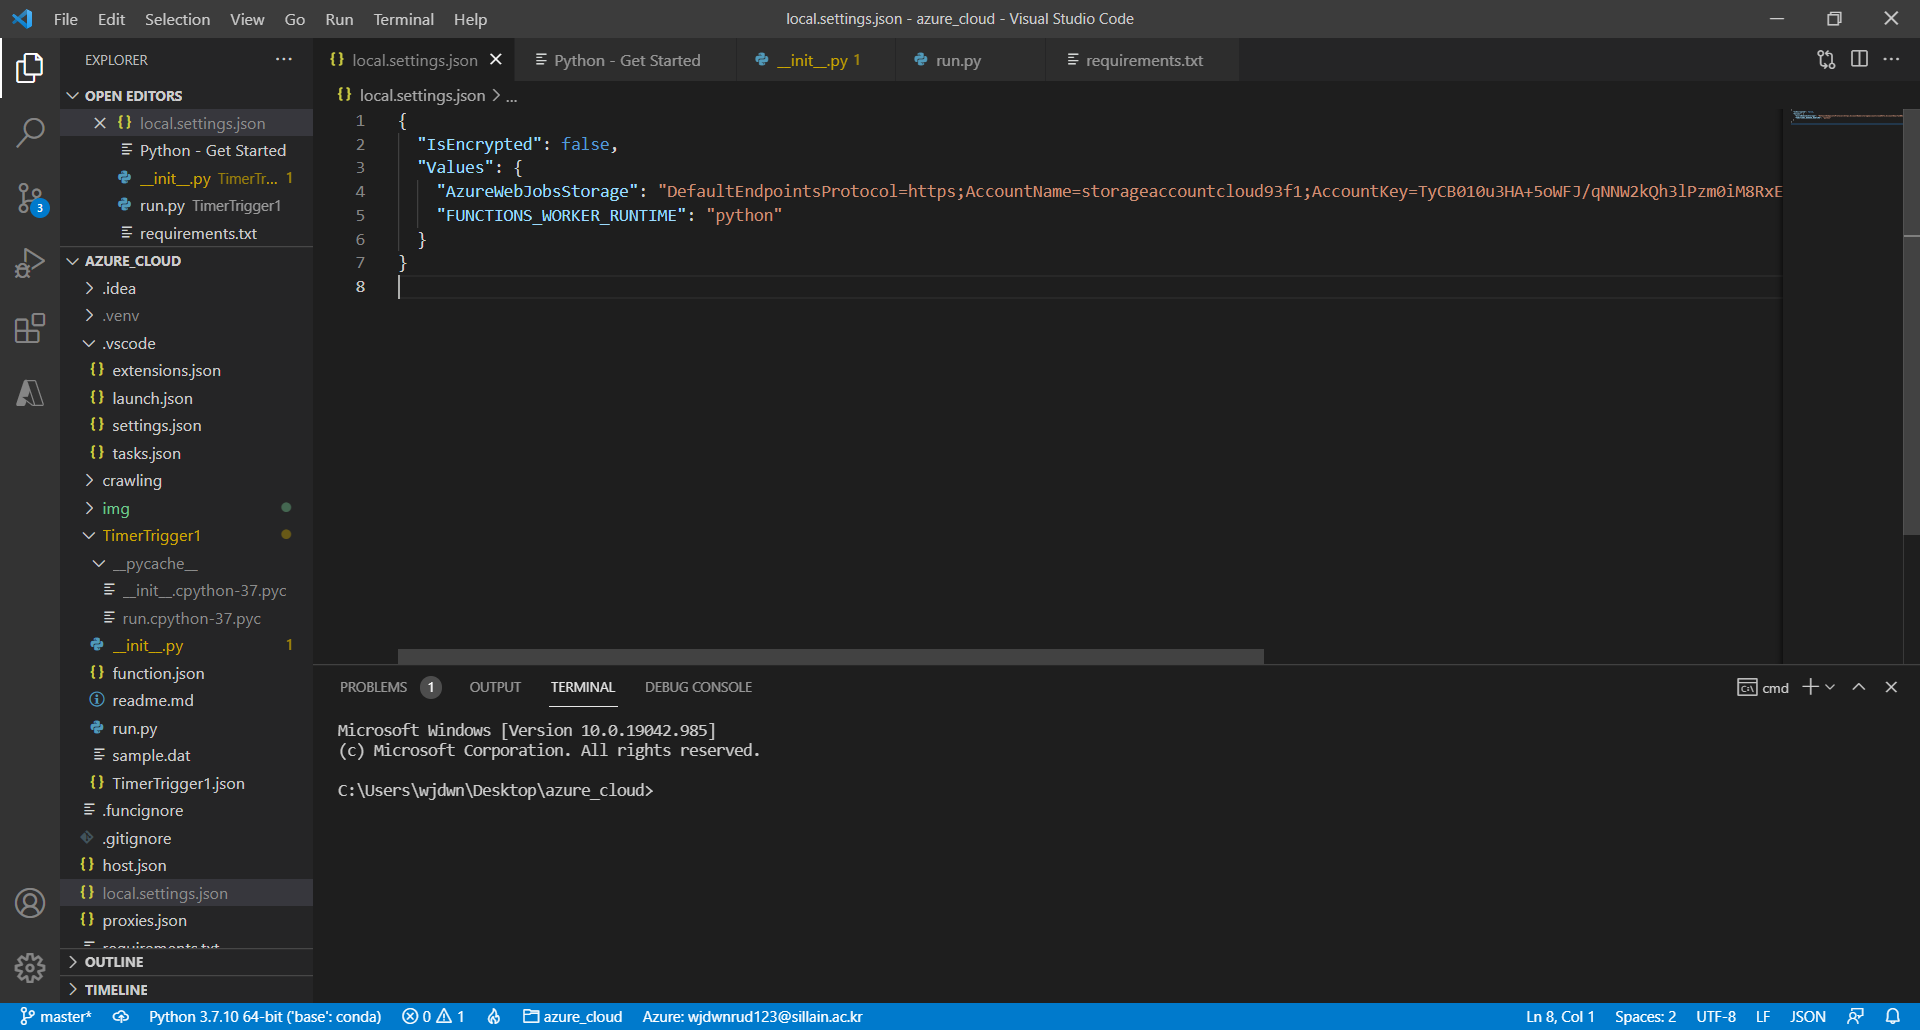 File Edit Selection View Go Run Terminal Help
local.settings.json - azure_cloud - Visual Studio Code
EXPLORER
OPEN EDITORS
local.settings.json
Python - Get Started
__init__.py TimerTr... 1
run.py TimerTrigger1
requirements.txt
AZURE_CLOUD
.idea
.venv
.vscode
extensions.json
launch.json
settings.json
tasks.json
crawling
img
TimerTrigger1
__pycache__
__init__.cpython-37.pyc
run.cpython-37.pyc
__init__.py 1
function.json
readme.md
run.py
sample.dat
TimerTrigger1.json
.funcignore
.gitignore
host.json
local.settings.json
proxies.json
requirements.txt
OUTLINE
TIMELINE
3
local.settings.json Python - Get Started __init__.py 1 run.py requirements.txt
local.settings.json > ...
1 {
2 "IsEncrypted": false,
3 "Values": {
4 "AzureWebJobsStorage": "DefaultEndpointsProtocol=https;AccountName=storageaccountcloud93f1;AccountKey=TyCB010u3HA+5oWFJ/qNNW2kQh3lPzm0iM8RxE
5 "FUNCTIONS_WORKER_RUNTIME": "python"
6 }
7 }
8
PROBLEMS 1 OUTPUT TERMINAL DEBUG CONSOLE
cmd
Microsoft Windows [Version 10.0.19042.985]
(c) Microsoft Corporation. All rights reserved.
C:\Users\wjdwn\Desktop\azure_cloud>
master* Python 3.7.10 64-bit ('base': conda) 0 1 azure_cloud Azure: wjdwnrud123@sillain.ac.kr
Ln 8, Col 1 Spaces: 2 UTF-8 LF JSON